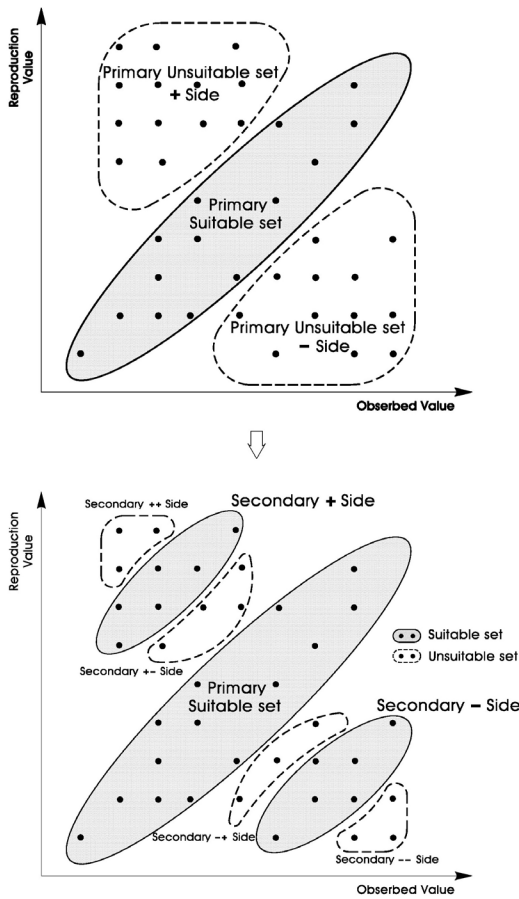 Reproduction
Value
Primary Unsuitable set
+ Side
Primary
Suitable set
Primary Unsuitable set
− Side
Obserbed Value
Secondary ++ Side
Secondary + Side
Reproduction
Value
Suitable set
Unsuitable set
Secondary +- Side
Primary
Suitable set
Secondary − Side
Secondary -+ Side
Secondary -- Side
Obserbed Value